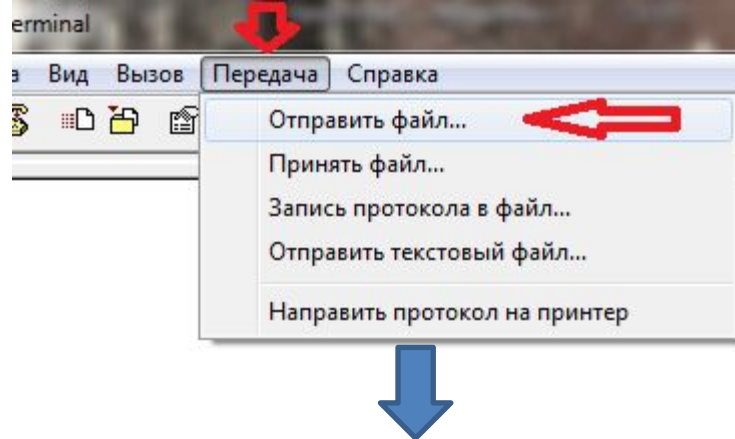 erminal
Вид Вызов Передача Справка
Отправить файл...
Принять файл...
Запись протокола в файл...
Отправить текстовый файл...
Направить протокол на принтер